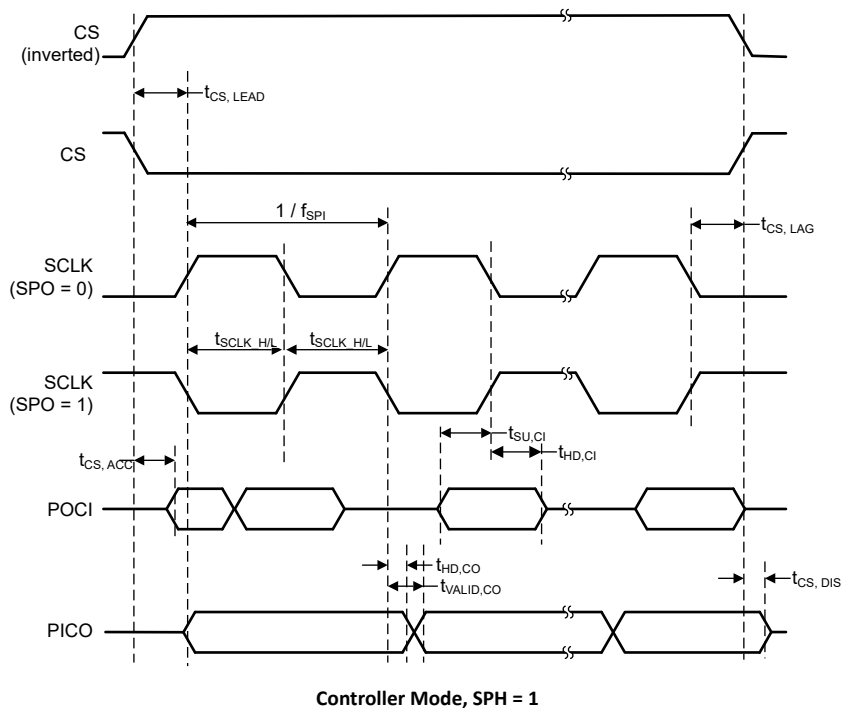 CS
(inverted)
tCS, LEAD
CS
1 / fSPI
tCS, LAG
SCLK
(SPO = 0)
tSCLK_H/L
tSCLK_H/L
SCLK
(SPO = 1)
tSU,CI
tHD,CI
tCS, ACC
POCI
tHD,CO
tVALID,CO
tCS, DIS
PICO
Controller Mode, SPH = 1